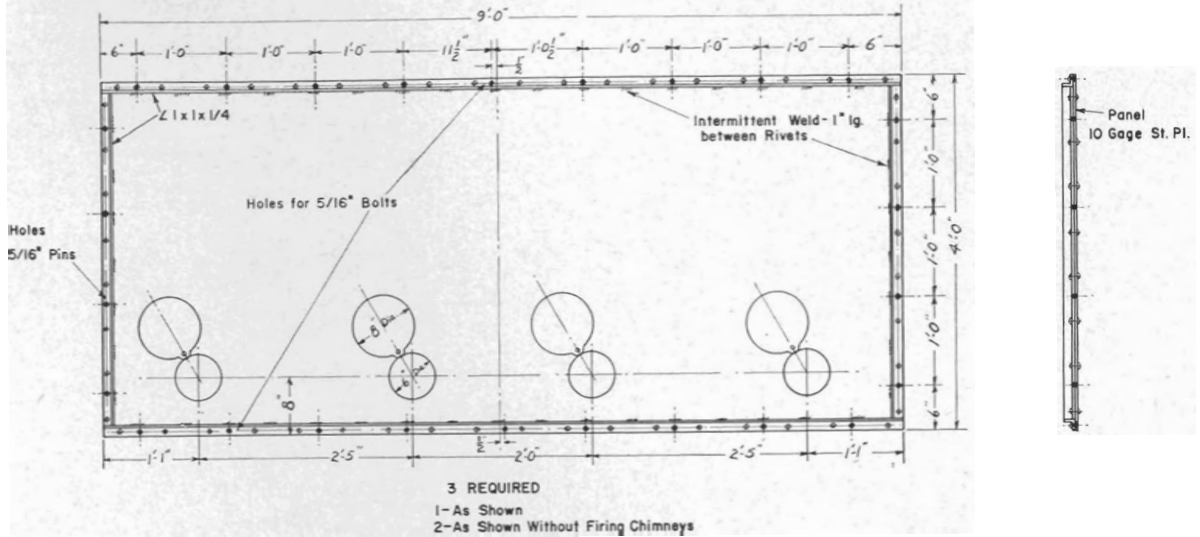 9'-0"
6" 1'-0" 1'-0" 1'-0" 11 1/2" 1'-0 1/2" 1'-0" 1'-0" 1'-0" 6"
1/2"
∠ 1 x 1 x 1/4
Intermittent Weld - 1" lg.
between Rivets
Holes for 5/16" Bolts
Holes
5/16" Pins
6"
1'-0"
1'-0"
1'-0"
6"
4'-0"
Panel
10 Gage St. Pl.
8" Dia.
6" Dia.
8"
1/2"
1'-1" 2'-5" 2'-0" 2'-5" 1'-1"
3 REQUIRED
1-As Shown
2-As Shown Without Firing Chimneys